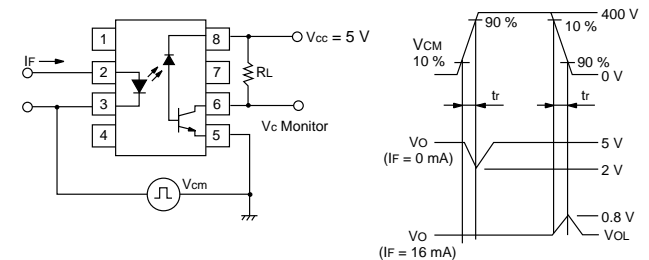 1
2
3
4
8
7
6
5
IF
Vcc = 5 V
RL
Vc Monitor
Vcm
400 V
90 %
10 %
VCM
10 %
90 %
0 V
tr
tr
VO
(IF = 0 mA)
5 V
2 V
0.8 V
VO
VOL
(IF = 16 mA)